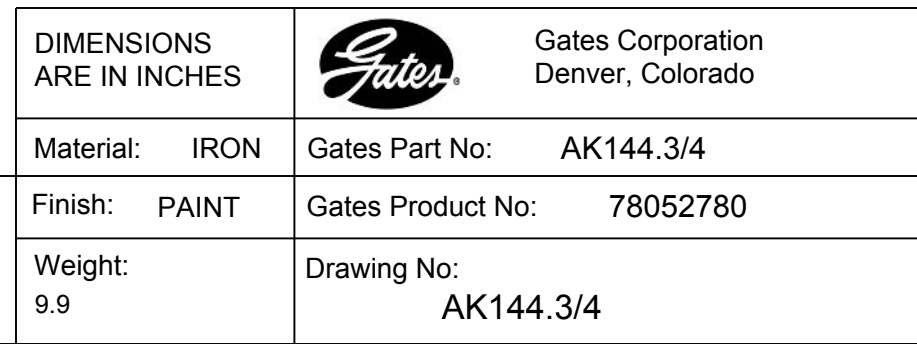 DIMENSIONS
ARE IN INCHES
Gates®
Gates Corporation
Denver, Colorado
Material: IRON
Gates Part No: AK144.3/4
Finish: PAINT
Gates Product No: 78052780
Weight:
9.9
Drawing No:
AK144.3/4